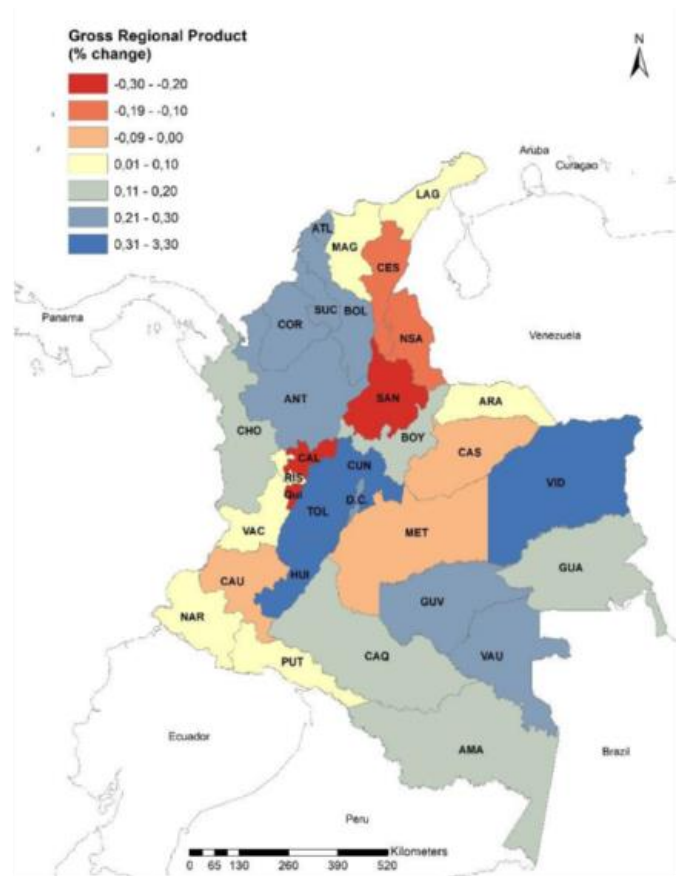 Gross Regional Product
(% change)
-0,30 - -0,20
-0,19 - -0,10
-0,09 - 0,00
0,01 - 0,10
0,11 - 0,20
0,21 - 0,30
0,31 - 3,30
N
Aruba
Curaçao
LAG
ATL
MAG
CES
Panama
SUC
BOL
COR
NSA
Venezuela
ANT
SAN
ARA
CHO
BOY
CAL
CUN
CAS
RIS
VID
Qui
D.C.
TOL
VAC
MET
HUI
GUA
CAU
GUV
NAR
VAU
CAQ
PUT
Ecuador
AMA
Brazil
Peru
Kilometers
0 65 130 260 390 520